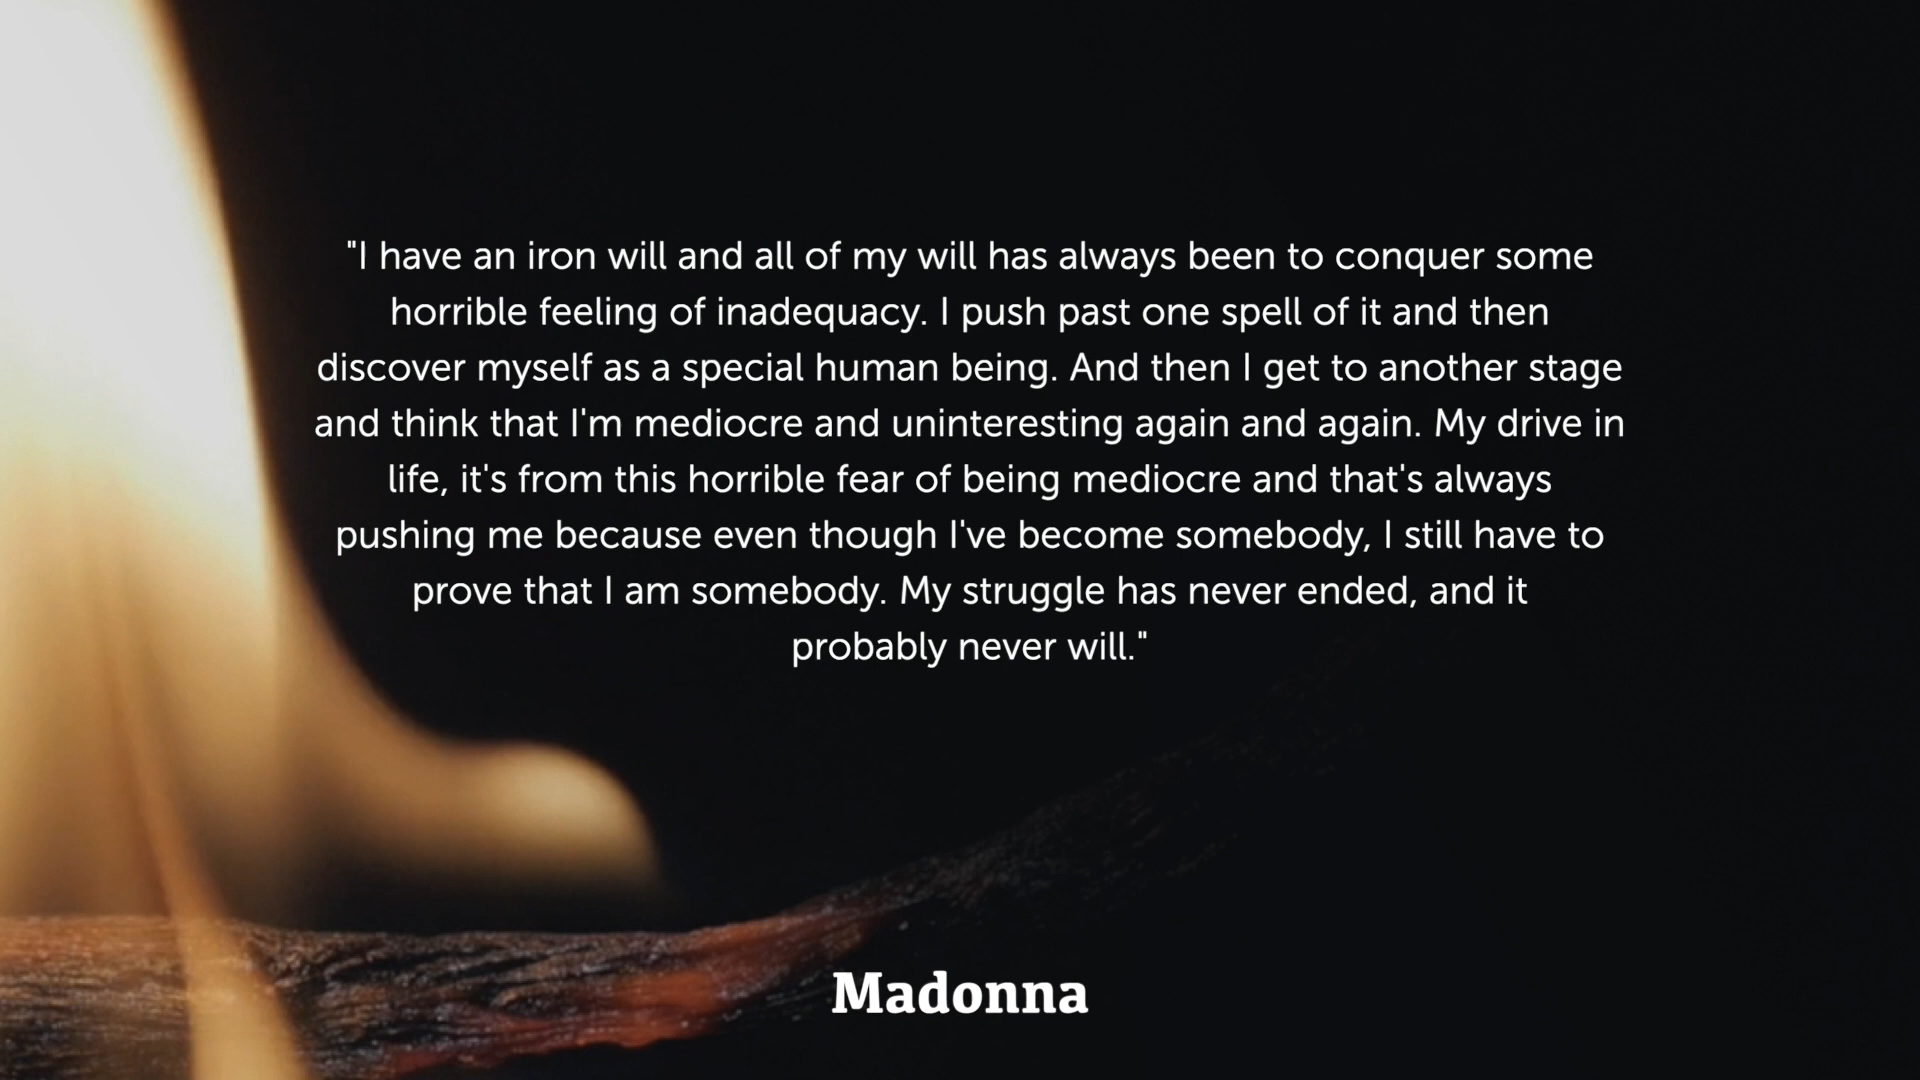 "I have an iron will and all of my will has always been to conquer some
horrible feeling of inadequacy. I push past one spell of it and then
discover myself as a special human being. And then I get to another stage
and think that I'm mediocre and uninteresting again and again. My drive in
life, it's from this horrible fear of being mediocre and that's always
pushing me because even though I've become somebody, I still have to
prove that I am somebody. My struggle has never ended, and it
probably never will."
Madonna